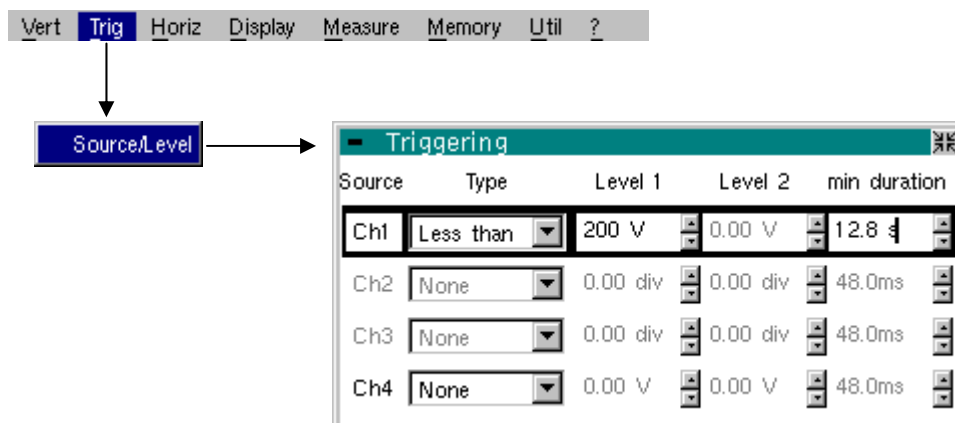 Vert Trig Horiz Display Measure Memory Util ?
Source/Level
Triggering
Source Type Level 1 Level 2 min duration
Ch1 Less than 200 V 0.00 V 12.8 s
Ch2 None 0.00 div 0.00 div 48.0ms
Ch3 None 0.00 div 0.00 div 48.0ms
Ch4 None 0.00 V 0.00 V 48.0ms